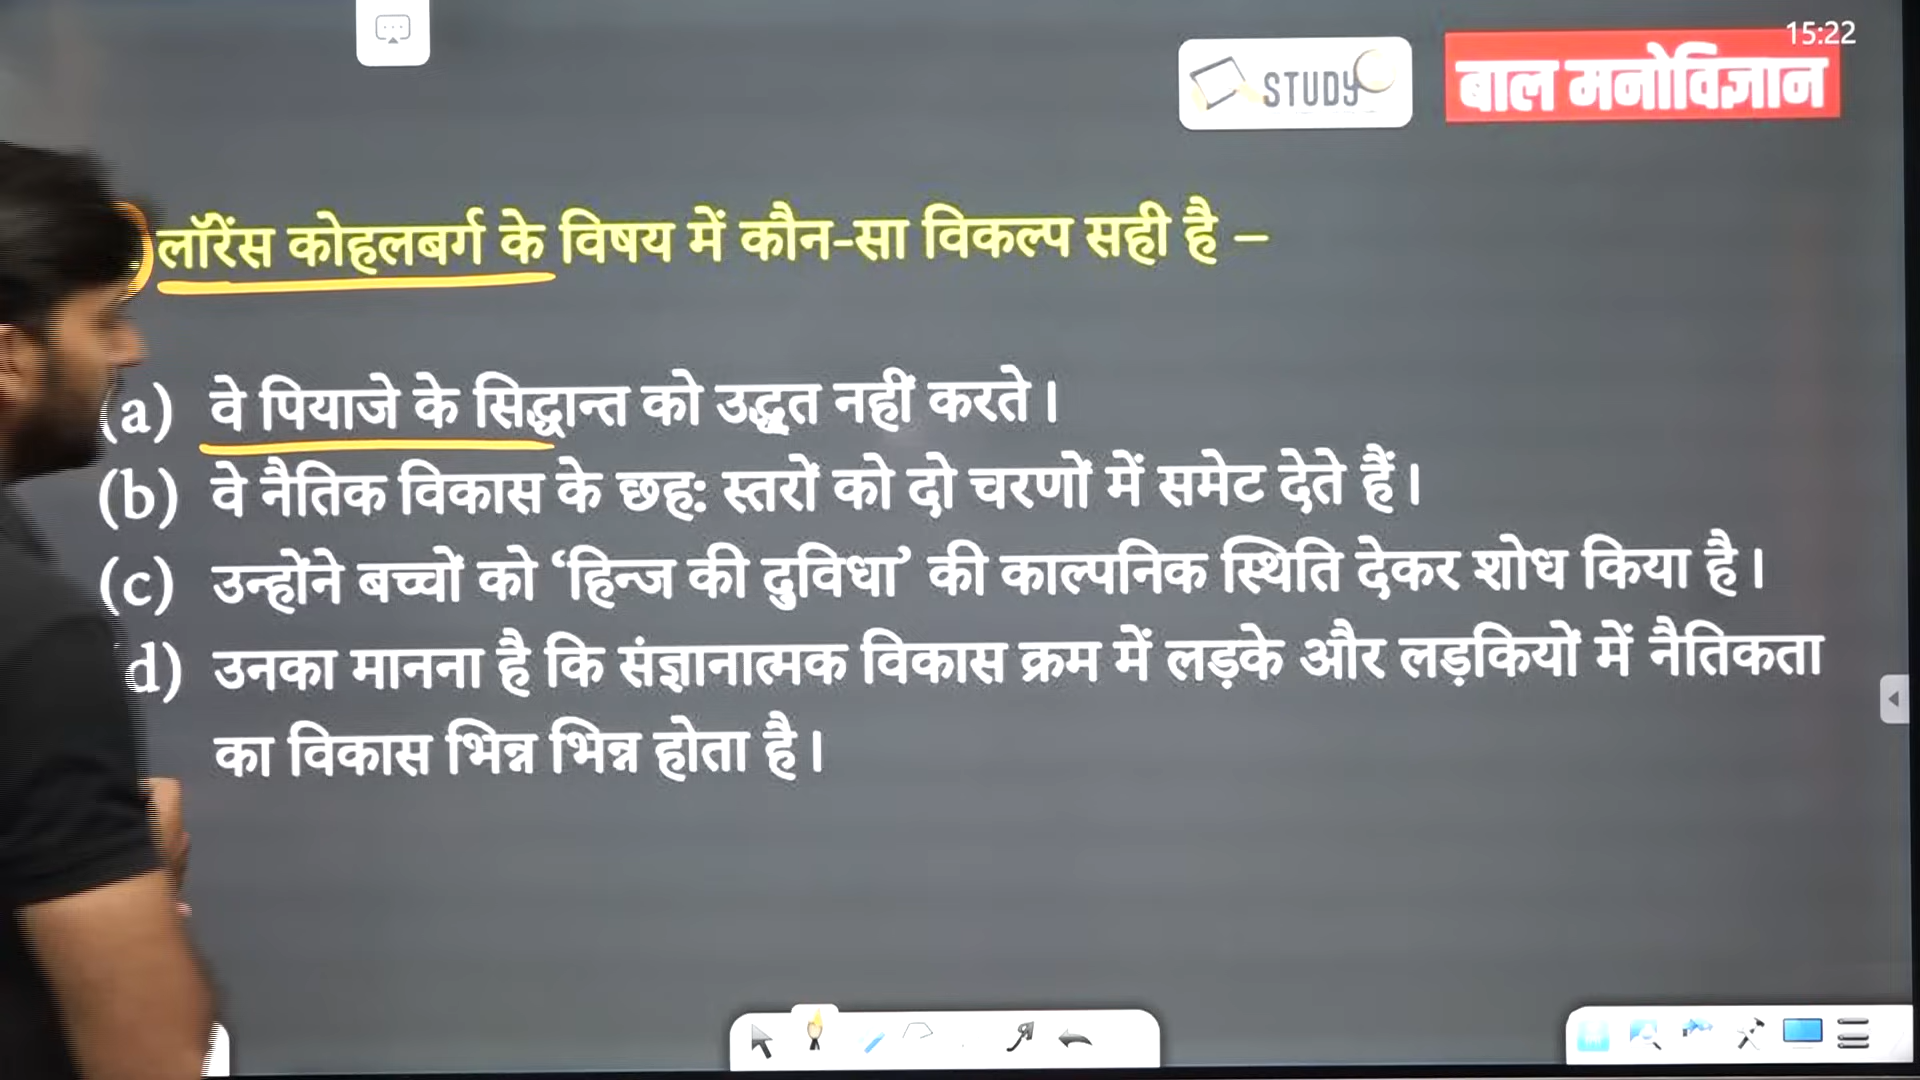 15:22
STUDY
बाल मनोविज्ञान
लॉरेंस कोहलबर्ग के विषय में कौन-सा विकल्प सही है –
(a) वे पियाजे के सिद्धान्त को उद्धृत नहीं करते।
(b) वे नैतिक विकास के छह: स्तरों को दो चरणों में समेट देते हैं।
(c) उन्होंने बच्चों को ‘हिन्ज की दुविधा’ की काल्पनिक स्थिति देकर शोध किया है।
d) उनका मानना है कि संज्ञानात्मक विकास क्रम में लड़के और लड़कियों में नैतिकता
का विकास भिन्न भिन्न होता है।